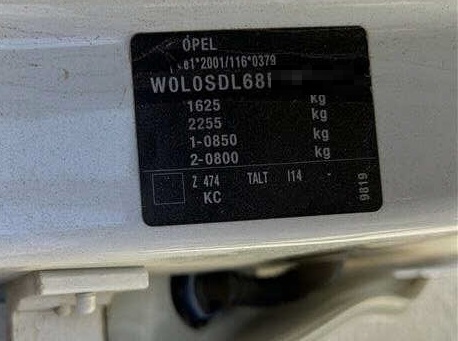 OPEL
e1*2001/116*0379
W0L0SDL68
1625 kg
2255 kg
1-0850 kg
2-0800 kg
Z 474 TALT I14 -
KC
9819